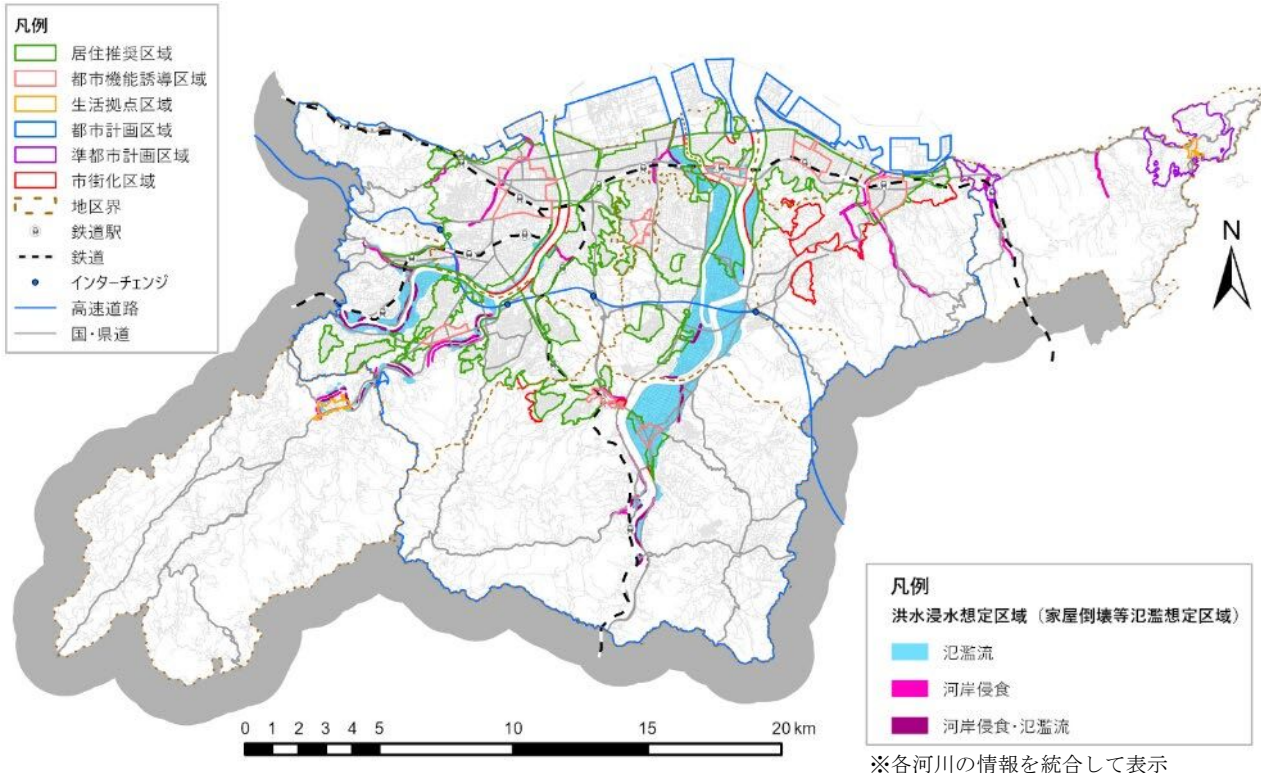 凡例
居住推奨区域
都市機能誘導区域
生活拠点区域
都市計画区域
準都市計画区域
市街化区域
地区界
鉄道駅
鉄道
インターチェンジ
高速道路
国・県道
N
凡例
洪水浸水想定区域（家屋倒壊等氾濫想定区域）
氾濫流
河岸侵食
河岸侵食・氾濫流
0 1 2 3 4 5 10 15 20 km
※各河川の情報を統合して表示